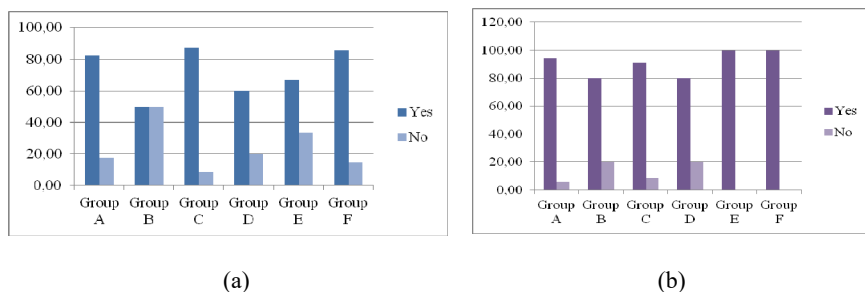 100,00
80,00
60,00
40,00
20,00
0,00
Group A
Group B
Group C
Group D
Group E
Group F
Yes
No
(a)
120,00
100,00
80,00
60,00
40,00
20,00
0,00
Group A
Group B
Group C
Group D
Group E
Group F
Yes
No
(b)